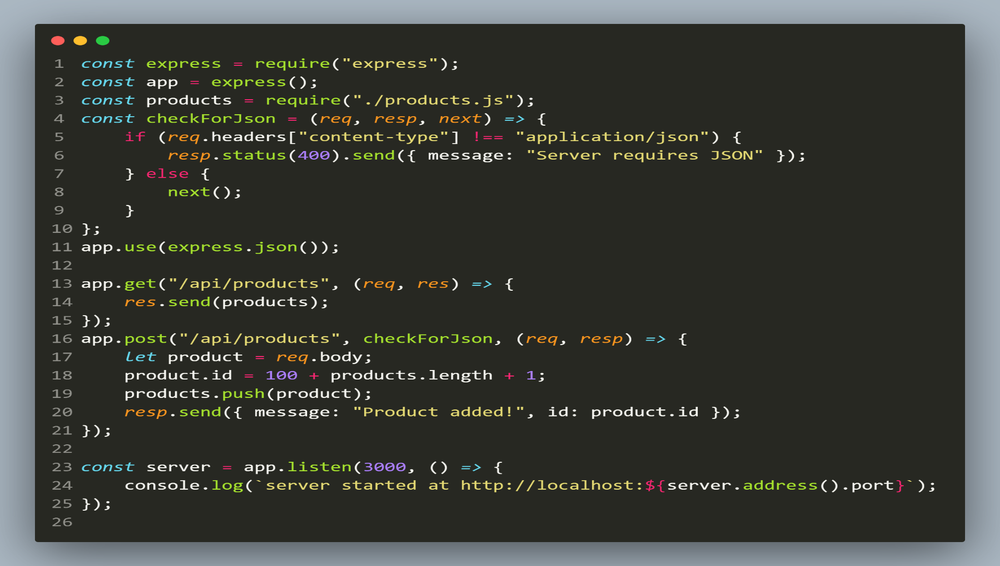 1 const express = require("express");
2 const app = express();
3 const products = require("./products.js");
4 const checkForJson = (req, resp, next) => {
5     if (req.headers["content-type"] !== "application/json") {
6         resp.status(400).send({ message: "Server requires JSON" });
7     } else {
8         next();
9     }
10 };
11 app.use(express.json());
12
13 app.get("/api/products", (req, res) => {
14     res.send(products);
15 });
16 app.post("/api/products", checkForJson, (req, resp) => {
17     let product = req.body;
18     product.id = 100 + products.length + 1;
19     products.push(product);
20     resp.send({ message: "Product added!", id: product.id });
21 });
22
23 const server = app.listen(3000, () => {
24     console.log(`server started at http://localhost:${server.address().port}`);
25 });
26